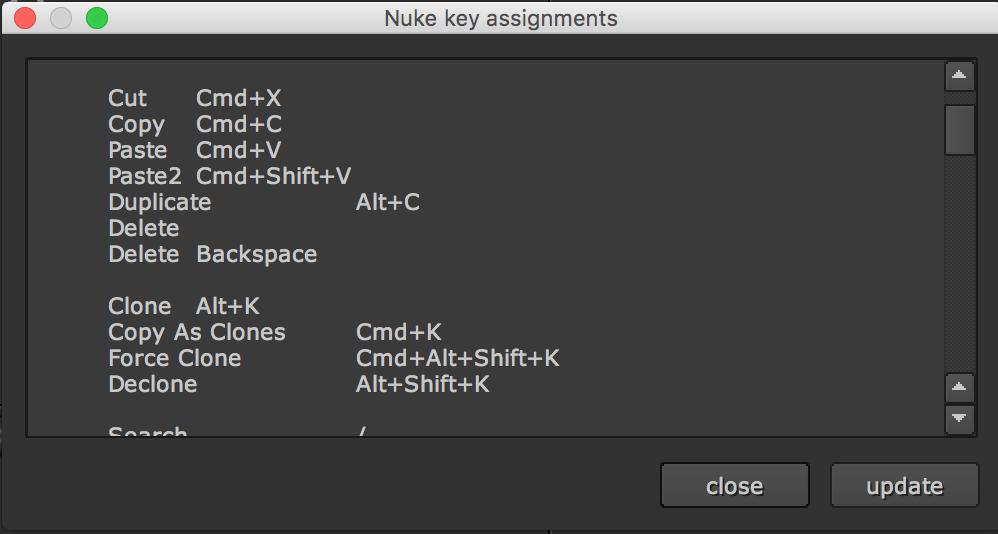 Nuke key assignments
Cut Cmd+X
Copy Cmd+C
Paste Cmd+V
Paste2 Cmd+Shift+V
Duplicate Alt+C
Delete
Delete Backspace
Clone Alt+K
Copy As Clones Cmd+K
Force Clone Cmd+Alt+Shift+K
Declone Alt+Shift+K
Search /
close update